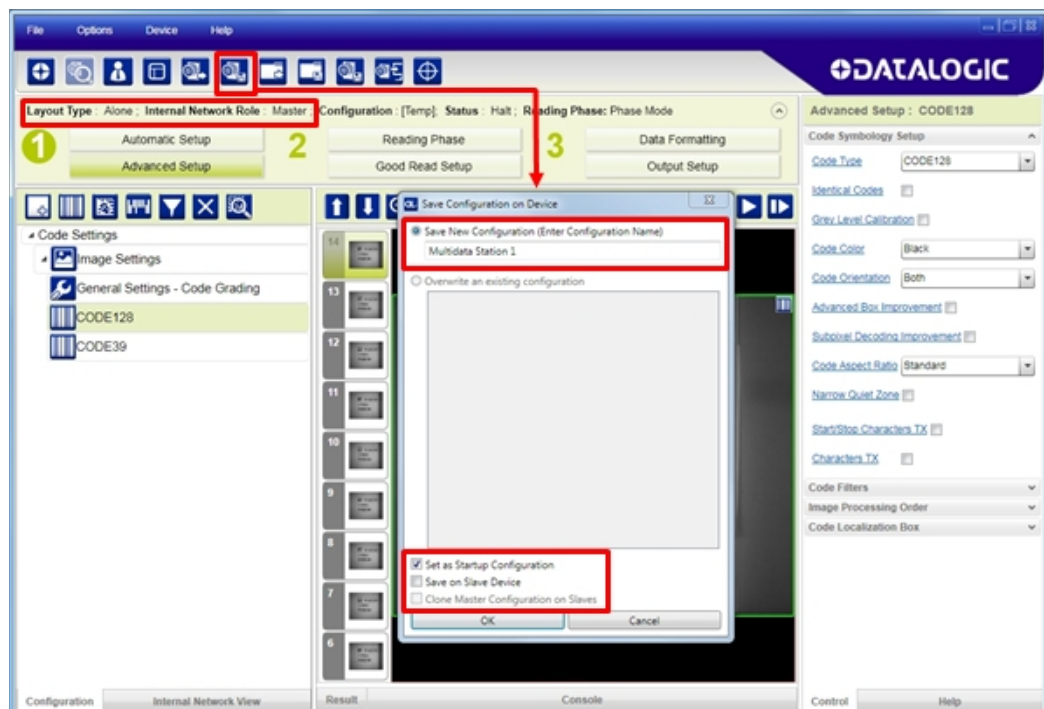 File Options Device Help
DATALOGIC
Layout Type : Alone ; Internal Network Role : Master ; Configuration : [Temp]; Status : Halt ; Reading Phase: Phase Mode
1 Automatic Setup 2 Reading Phase 3 Data Formatting
Advanced Setup Good Read Setup Output Setup
Code Settings
Image Settings
General Settings - Code Grading
CODE128
CODE39
14
13
12
11
10
9
8
7
6
Save Configuration on Device
Save New Configuration (Enter Configuration Name)
Multidata Station 1
Overwrite an existing configuration
Set as Startup Configuration
Save on Slave Device
Clone Master Configuration on Slaves
OK Cancel
Advanced Setup : CODE128
Code Symbology Setup
Code Type CODE128
Identical Codes
Grey Level Calibration
Code Color Black
Code Orientation Both
Advanced Box Improvement
Subpixel Decoding Improvement
Code Aspect Ratio Standard
Narrow Quiet Zone
Start/Stop Characters TX
Characters TX
Code Filters
Image Processing Order
Code Localization Box
Configuration Internal Network View Result Console Control Help